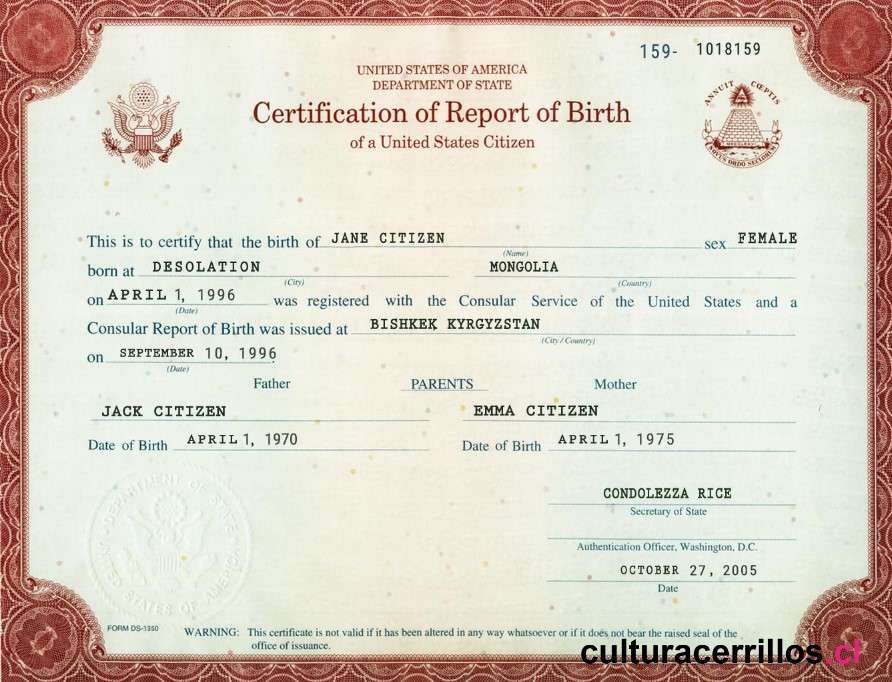 159- 1018159
UNITED STATES OF AMERICA
DEPARTMENT OF STATE
Certification of Report of Birth
of a United States Citizen
ANNUIT CŒPTIS
NOVUS ORDO SECLORUM
This is to certify that the birth of JANE CITIZEN sex FEMALE
(Name)
born at DESOLATION MONGOLIA
(City) (Country)
on APRIL 1, 1996 was registered with the Consular Service of the United States and a
(Date)
Consular Report of Birth was issued at BISHKEK KYRGYZSTAN
(City / Country)
on SEPTEMBER 10, 1996
(Date)
Father PARENTS Mother
JACK CITIZEN EMMA CITIZEN
Date of Birth APRIL 1, 1970 Date of Birth APRIL 1, 1975
CONDOLEZZA RICE
Secretary of State
Authentication Officer, Washington, D.C.
OCTOBER 27, 2005
Date
DEPARTMENT OF STATE
UNITED STATES OF AMERICA
FORM DS-1350
WARNING: This certificate is not valid if it has been altered in any way whatsoever or if it does not bear the raised seal of the
office of issuance.
culturacerrillos.cl